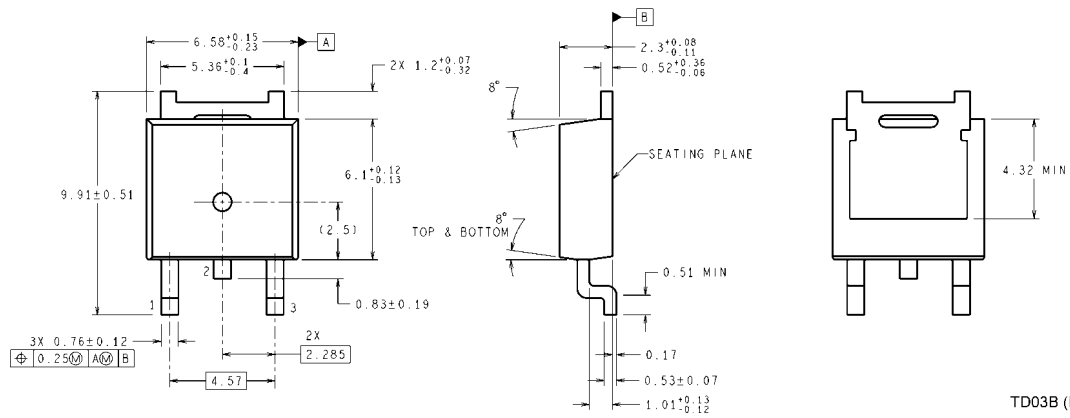 6.58+0.15 -0.23
A
5.36+0.1 -0.4
2X 1.2+0.07 -0.32
9.91±0.51
6.1+0.12 -0.13
(2.5)
2
1
3
0.83±0.19
3X 0.76±0.12
⌖ 0.25Ⓜ AⓂ B
2X
2.285
4.57
B
2.3+0.08 -0.11
0.52+0.36 -0.06
8°
SEATING PLANE
8°
TOP & BOTTOM
0.51 MIN
0.17
0.53±0.07
1.01+0.13 -0.12
4.32 MIN
TD03B (